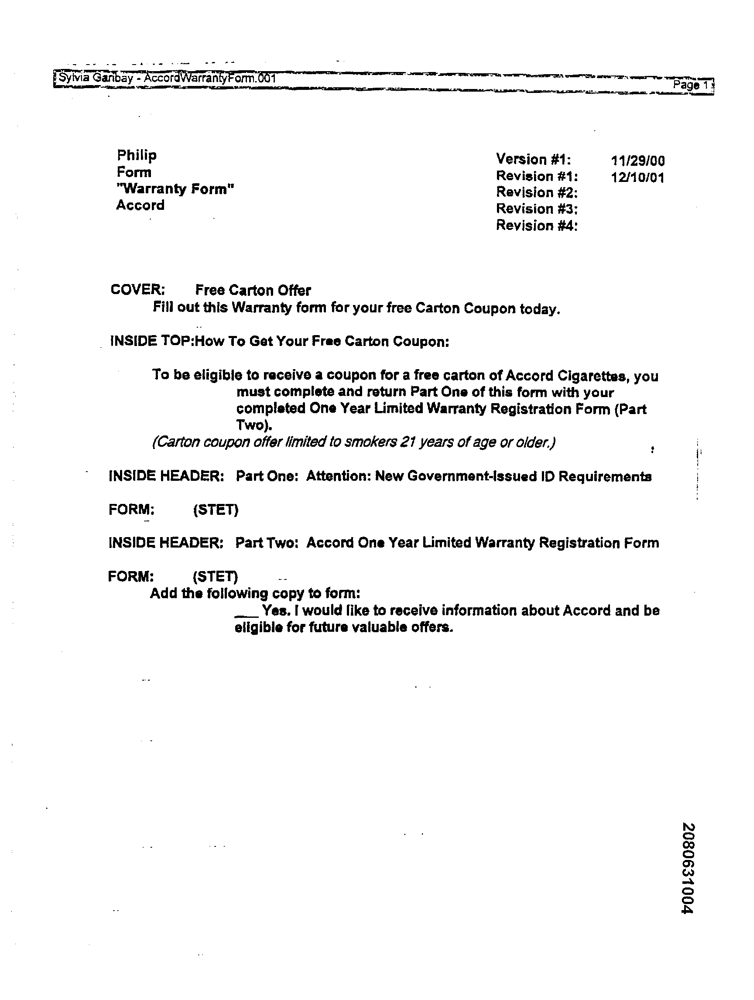 Sylvia Garibay - AccordWarrantyForm.001 Page 1
Philip
Form
"Warranty Form"
Accord
Version #1: 11/29/00
Revision #1: 12/10/01
Revision #2:
Revision #3:
Revision #4:
COVER: Free Carton Offer
Fill out this Warranty form for your free Carton Coupon today.
INSIDE TOP:How To Get Your Free Carton Coupon:
To be eligible to receive a coupon for a free carton of Accord Cigarettes, you
must complete and return Part One of this form with your
completed One Year Limited Warranty Registration Form (Part
Two).
(Carton coupon offer limited to smokers 21 years of age or older.)
INSIDE HEADER: Part One: Attention: New Government-Issued ID Requirements
FORM: (STET)
INSIDE HEADER: Part Two: Accord One Year Limited Warranty Registration Form
FORM: (STET)
Add the following copy to form:
___ Yes. I would like to receive information about Accord and be
eligible for future valuable offers.
2080631004